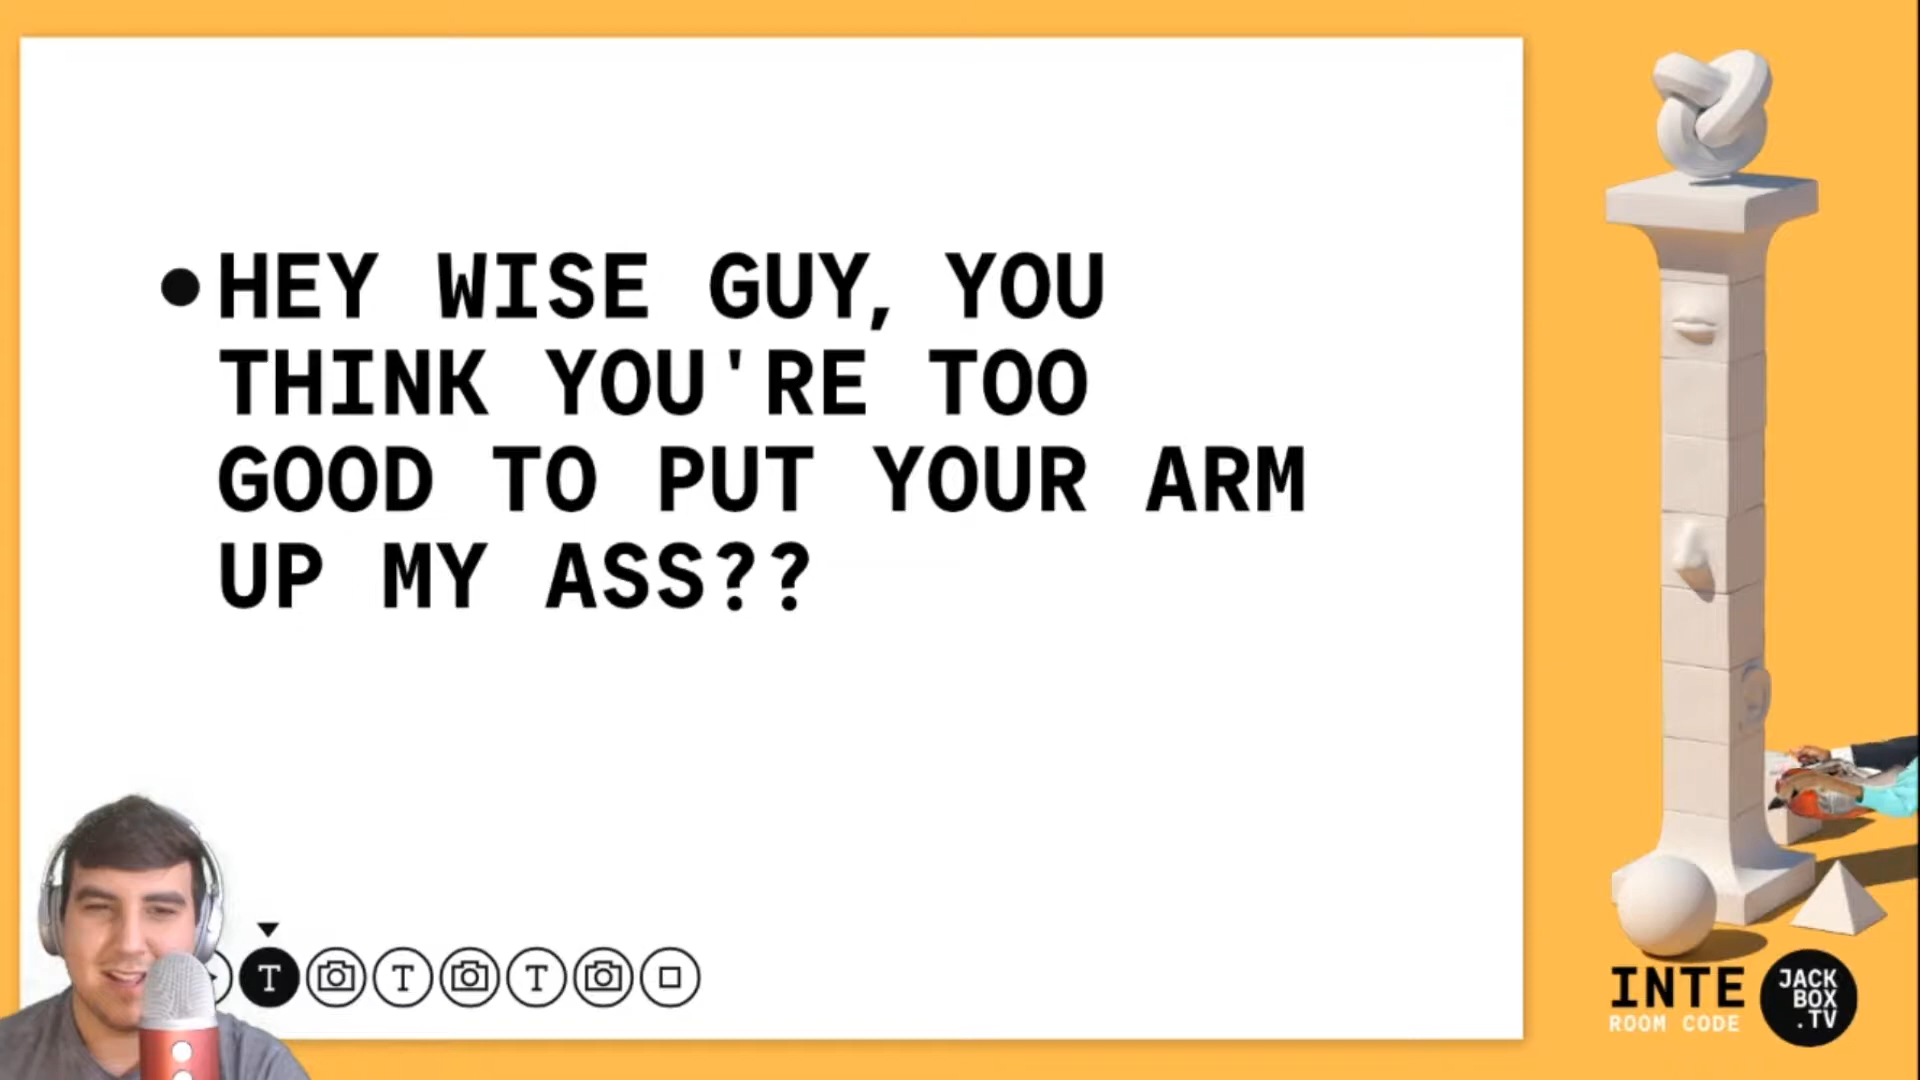 HEY WISE GUY, YOU
THINK YOU'RE TOO
GOOD TO PUT YOUR ARM
UP MY ASS??
T
T
T
INTE
ROOM CODE
JACK
BOX
.TV